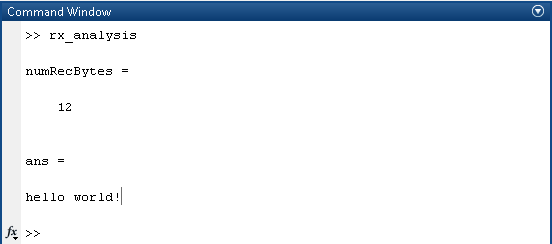 Command Window
>> rx_analysis
numRecBytes =
12
ans =
hello world!
fx >>